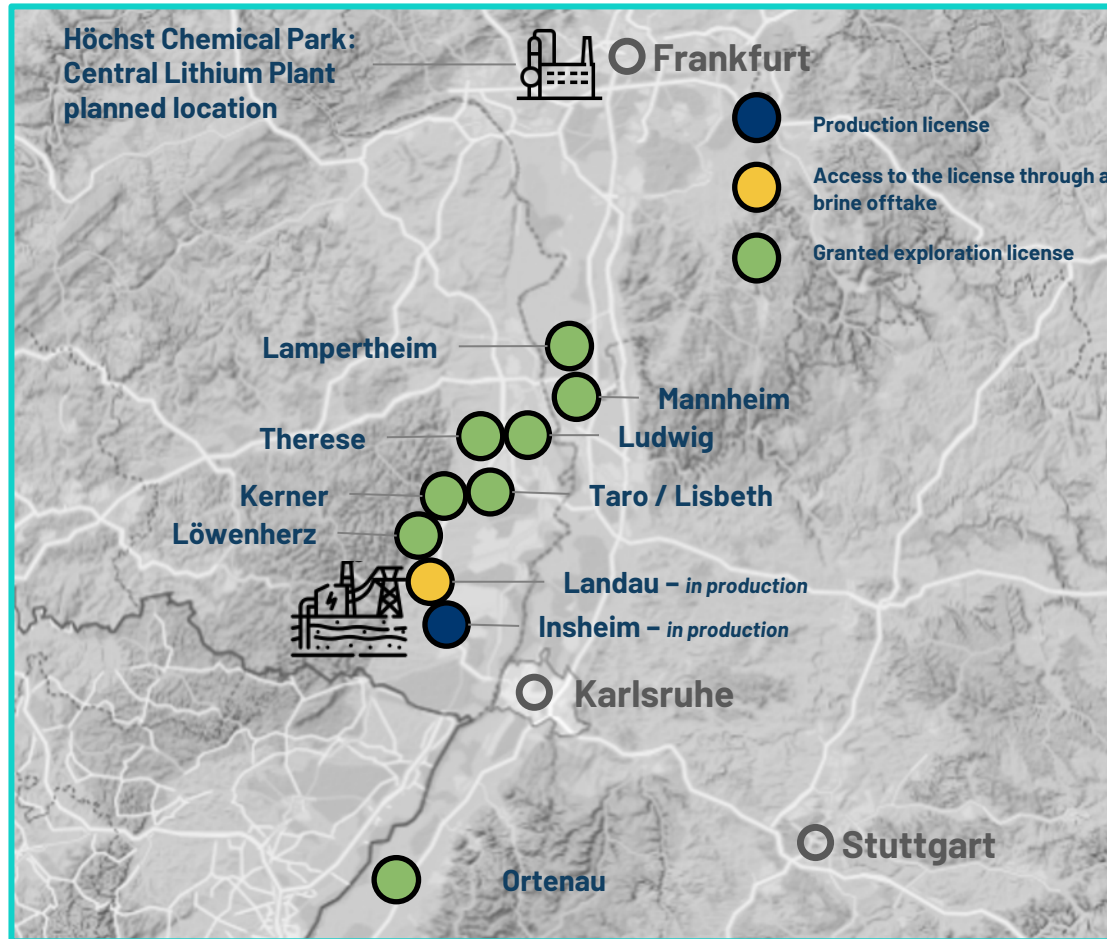 Höchst Chemical Park:
Central Lithium Plant
planned location
Frankfurt
Production license
Access to the license through a
brine offtake
Granted exploration license
Lampertheim
Mannheim
Therese
Ludwig
Kerner
Taro / Lisbeth
Löwenherz
Landau – in production
Insheim – in production
Karlsruhe
Stuttgart
Ortenau